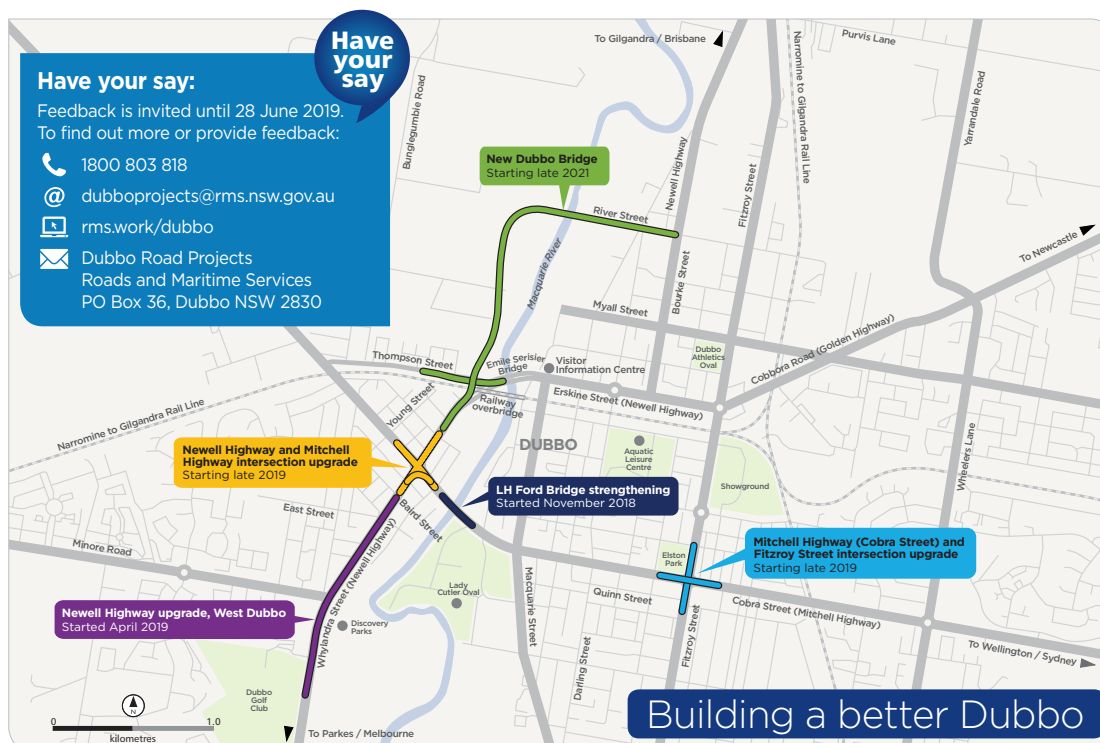 Have
your
say
Have your say:
Feedback is invited until 28 June 2019.
To find out more or provide feedback:
1800 803 818
@
dubboprojects@rms.nsw.gov.au
rms.work/dubbo
Dubbo Road Projects
Roads and Maritime Services
PO Box 36, Dubbo NSW 2830
To Gilgandra / Brisbane
Purvis Lane
Narromine to Gilgandra Rail Line
Yarrandale Road
Bunglegumbie Road
New Dubbo Bridge
Starting late 2021
Newell Highway
Fitzroy Street
River Street
To Newcastle
Macquarie River
Bourke Street
Myall Street
Cobbora Road (Golden Highway)
Dubbo
Athletics
Oval
Thompson Street
Emile Serisier
Bridge
Visitor
Information Centre
Erskine Street (Newell Highway)
Young Street
Railway
overbridge
Narromine to Gilgandra Rail Line
DUBBO
Aquatic
Leisure
Centre
Wheelers Lane
Newell Highway and Mitchell
Highway intersection upgrade
Starting late 2019
Showground
LH Ford Bridge strengthening
Started November 2018
East Street
Baird Street
Minore Road
Mitchell Highway (Cobra Street) and
Fitzroy Street intersection upgrade
Starting late 2019
Elston
Park
Lady
Cutler Oval
Quinn Street
Cobra Street (Mitchell Highway)
Macquarie Street
Newell Highway upgrade, West Dubbo
Started April 2019
Whylandra Street (Newell Highway)
Discovery
Parks
Fitzroy Street
Darling Street
To Wellington / Sydney
Dubbo
Golf
Club
N
0
1.0
kilometres
To Parkes / Melbourne
Building a better Dubbo